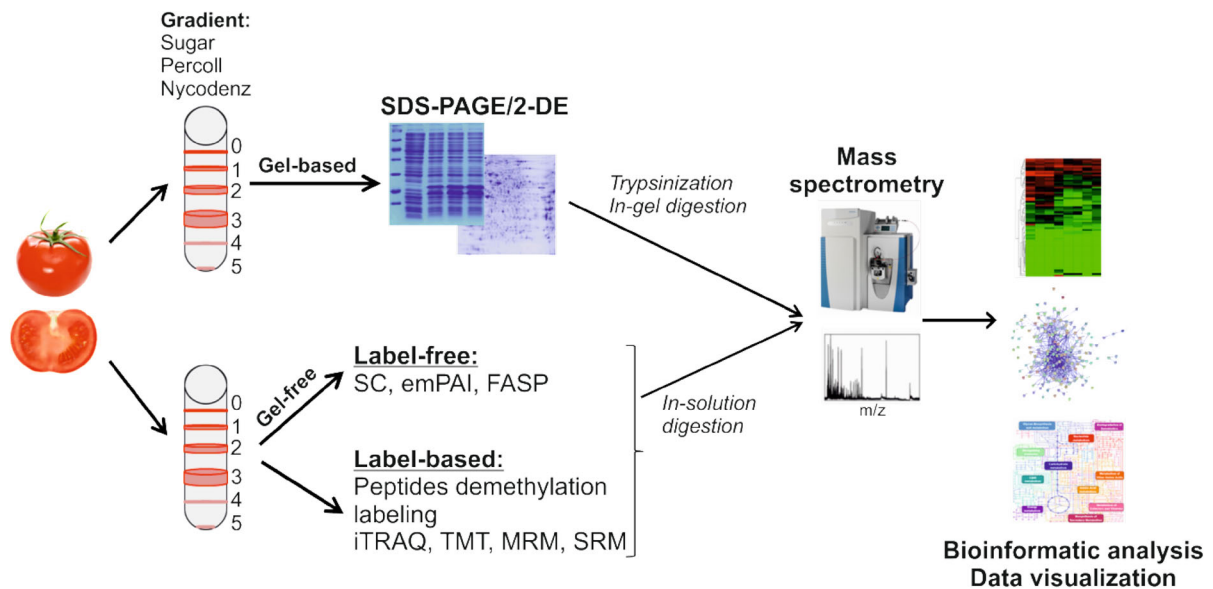 Gradient:
Sugar
Percoll
Nycodenz
0
1
2
3
4
5
Gel-based
SDS-PAGE/2-DE
Trypsinization
In-gel digestion
Mass
spectrometry
m/z
0
1
2
3
4
5
Gel-free
Label-free:
SC, emPAI, FASP
Label-based:
Peptides demethylation
labeling
iTRAQ, TMT, MRM, SRM
In-solution
digestion
Bioinformatic analysis
Data visualization